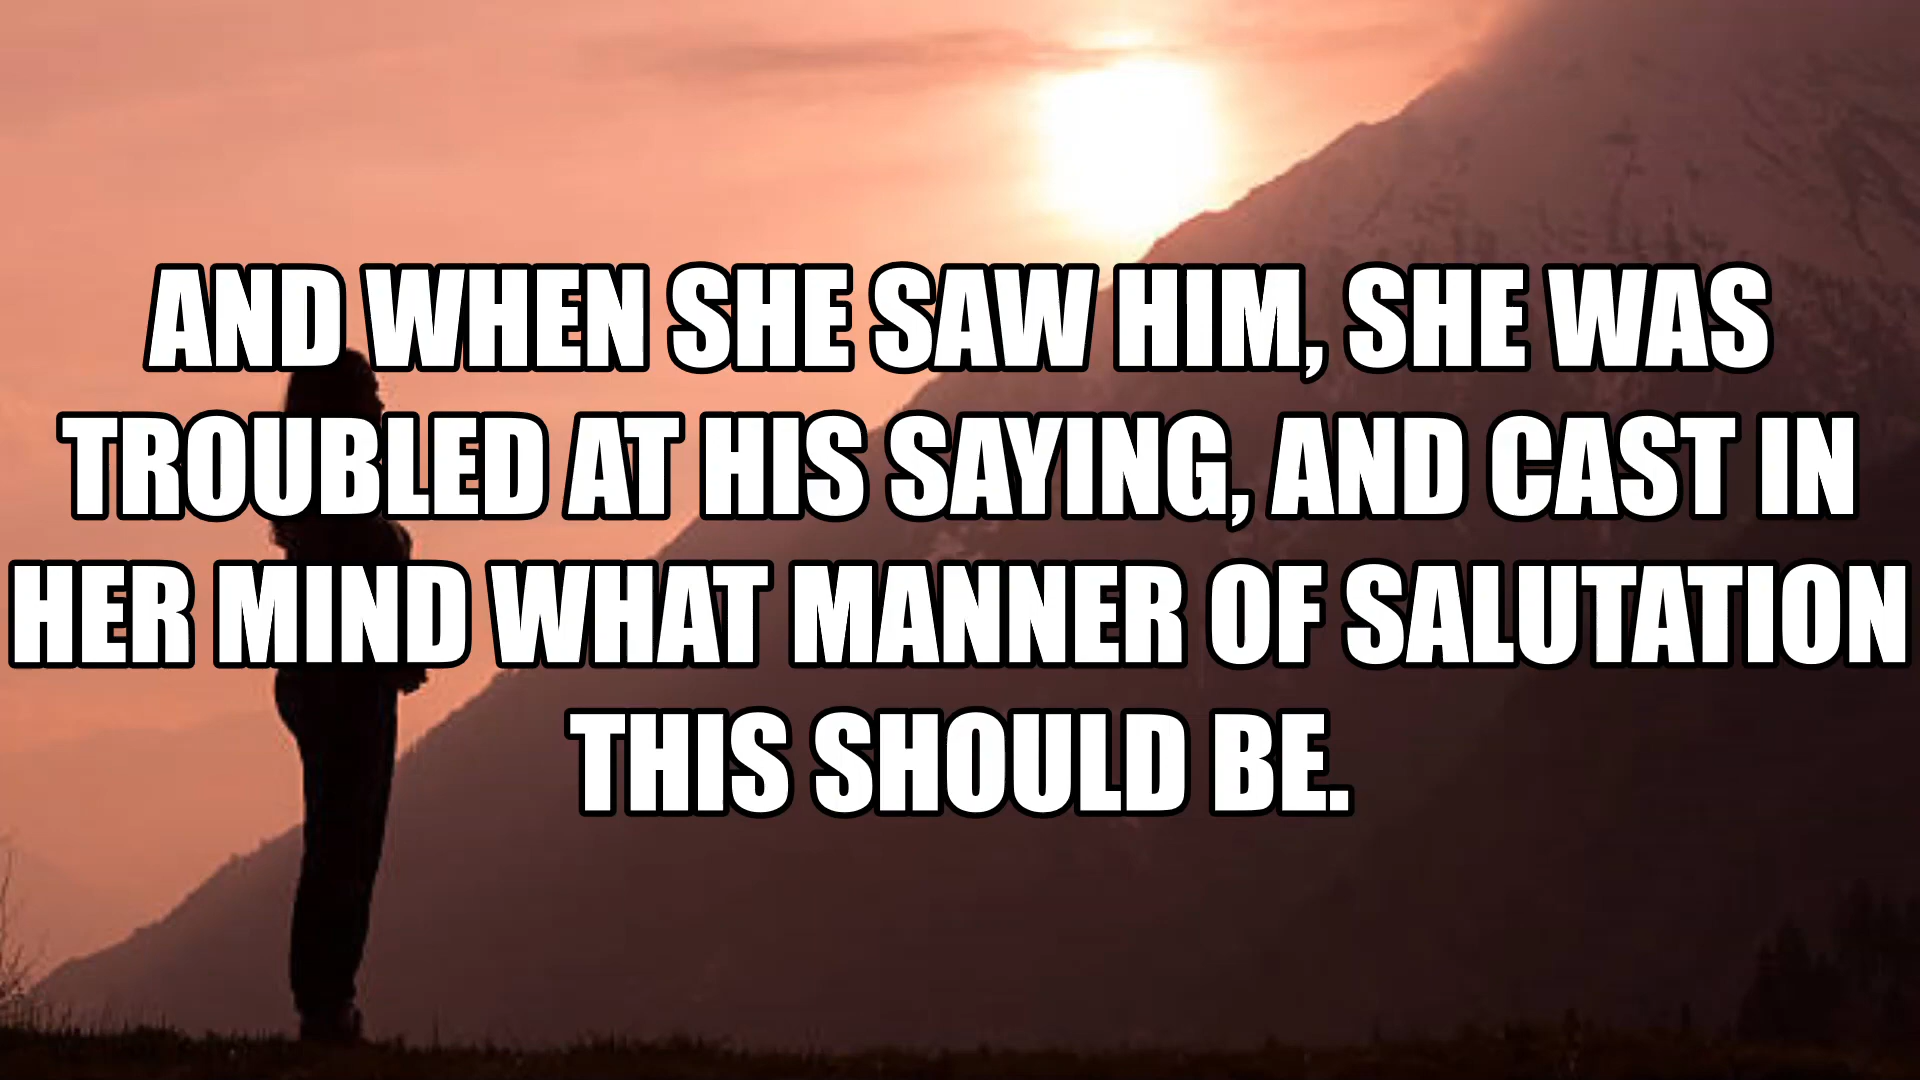 AND WHEN SHE SAW HIM, SHE WAS
TROUBLED AT HIS SAYING, AND CAST IN
HER MIND WHAT MANNER OF SALUTATION
THIS SHOULD BE.